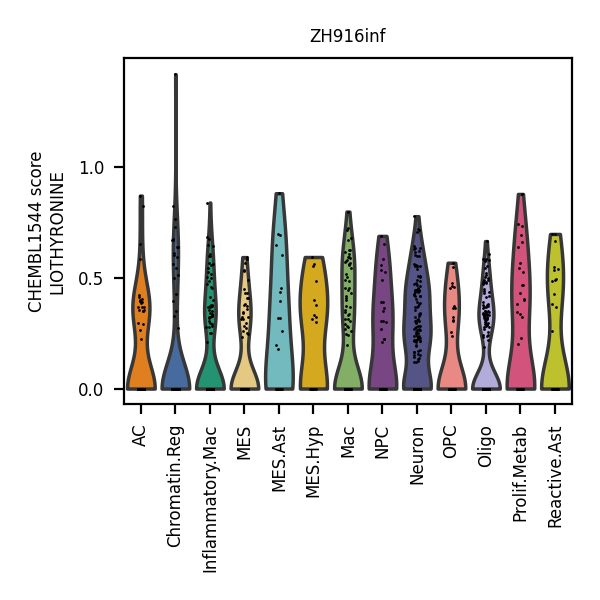 ZH916inf
CHEMBL1544 score
LIOTHYRONINE
1.0
0.5
0.0
AC
Chromatin.Reg
Inflammatory.Mac
MES
MES.Ast
MES.Hyp
Mac
NPC
Neuron
OPC
Oligo
Prolif.Metab
Reactive.Ast